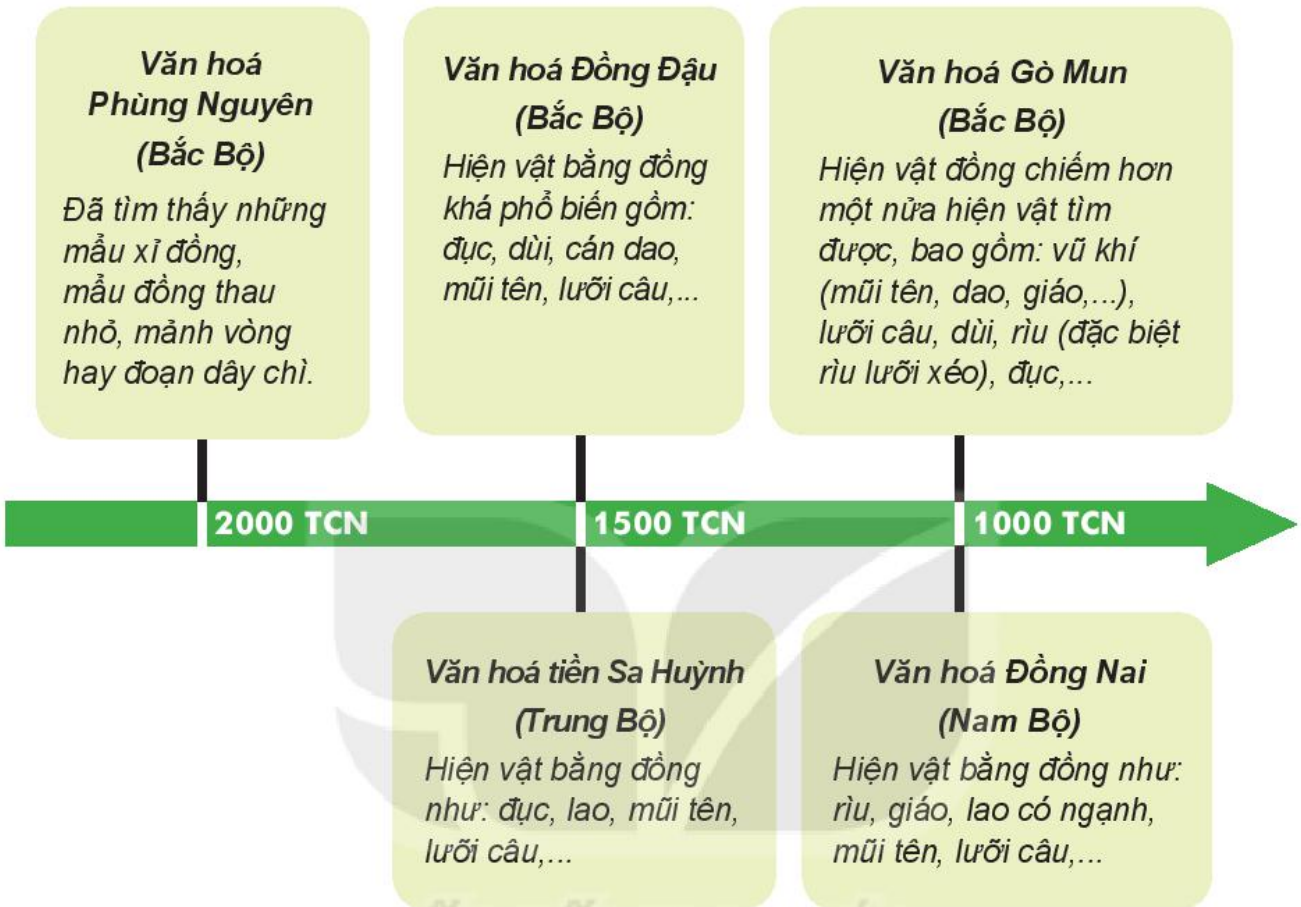 Văn hoá
Phùng Nguyên
(Bắc Bộ)
Đã tìm thấy những
mẩu xỉ đồng,
mẩu đồng thau
nhỏ, mảnh vòng
hay đoạn dây chì.
Văn hoá Đồng Đậu
(Bắc Bộ)
Hiện vật bằng đồng
khá phổ biến gồm:
đục, dùi, cán dao,
mũi tên, lưỡi câu,...
Văn hoá Gò Mun
(Bắc Bộ)
Hiện vật đồng chiếm hơn
một nửa hiện vật tìm
được, bao gồm: vũ khí
(mũi tên, dao, giáo,...),
lưỡi câu, dùi, rìu (đặc biệt
rìu lưỡi xéo), đục,...
2000 TCN
1500 TCN
1000 TCN
Văn hoá tiền Sa Huỳnh
(Trung Bộ)
Hiện vật bằng đồng
như: đục, lao, mũi tên,
lưỡi câu,...
Văn hoá Đồng Nai
(Nam Bộ)
Hiện vật bằng đồng như:
rìu, giáo, lao có ngạnh,
mũi tên, lưỡi câu,...